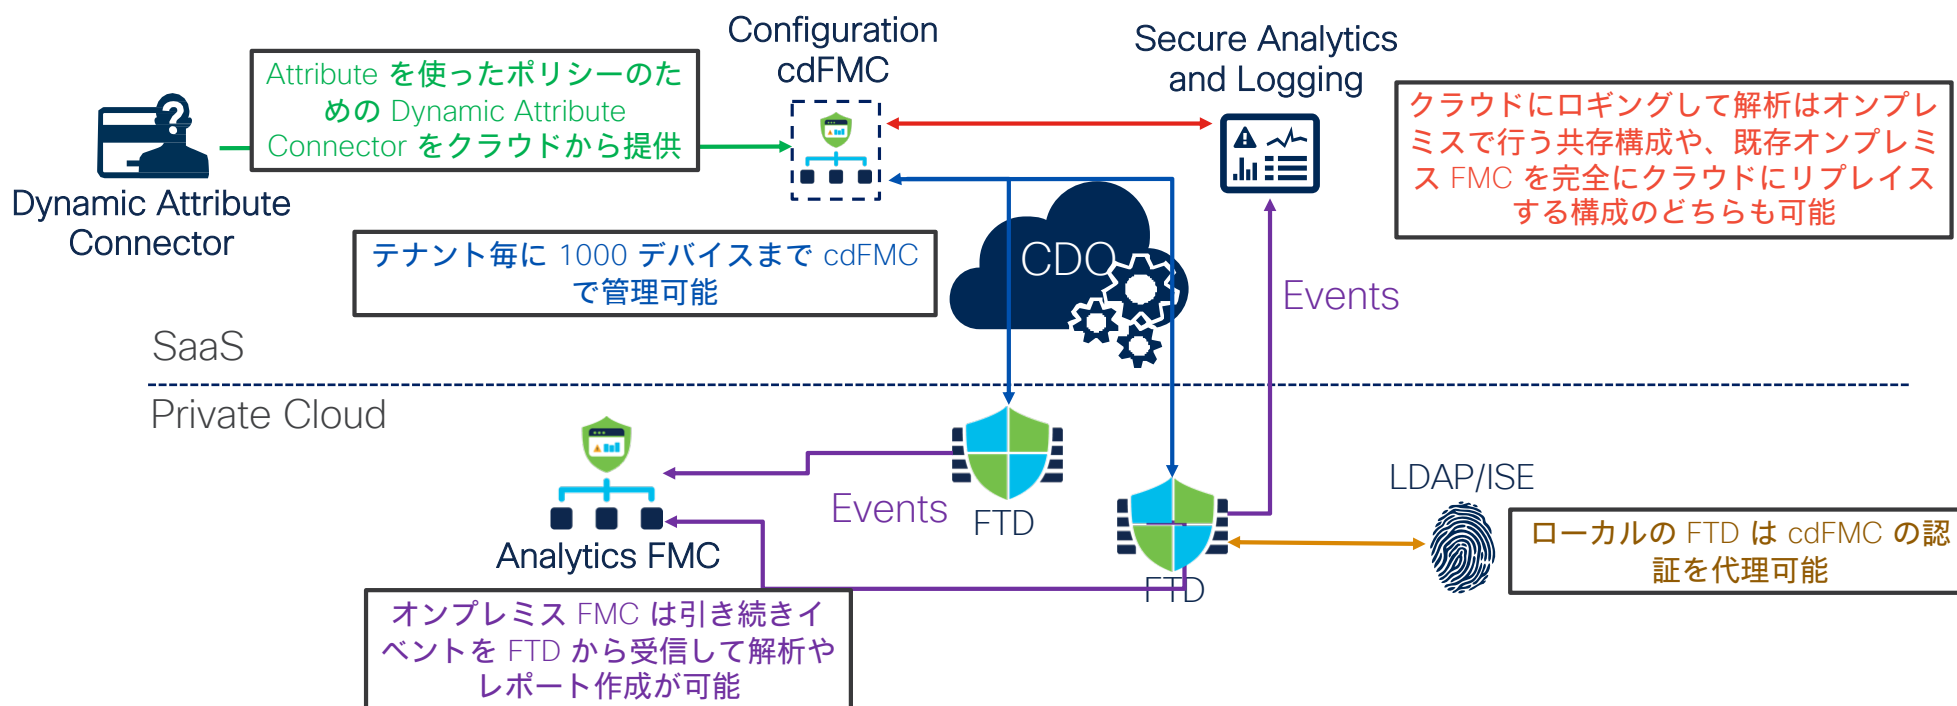 Configuration
cdFMC
Secure Analytics
and Logging
Attribute を使ったポリシーのた
めの Dynamic Attribute
Connector をクラウドから提供
クラウドにロギングして解析はオンプレ
ミスで行う共存構成や、既存オンプレミ
ス FMC を完全にクラウドにリプレイス
する構成のどちらも可能
Dynamic Attribute
Connector
テナント毎に 1000 デバイスまで cdFMC
で管理可能
CDO
Events
SaaS
Private Cloud
LDAP/ISE
Events
FTD
Analytics FMC
ローカルの FTD は cdFMC の認
証を代理可能
FTD
オンプレミス FMC は引き続きイ
ベントを FTD から受信して解析や
レポート作成が可能